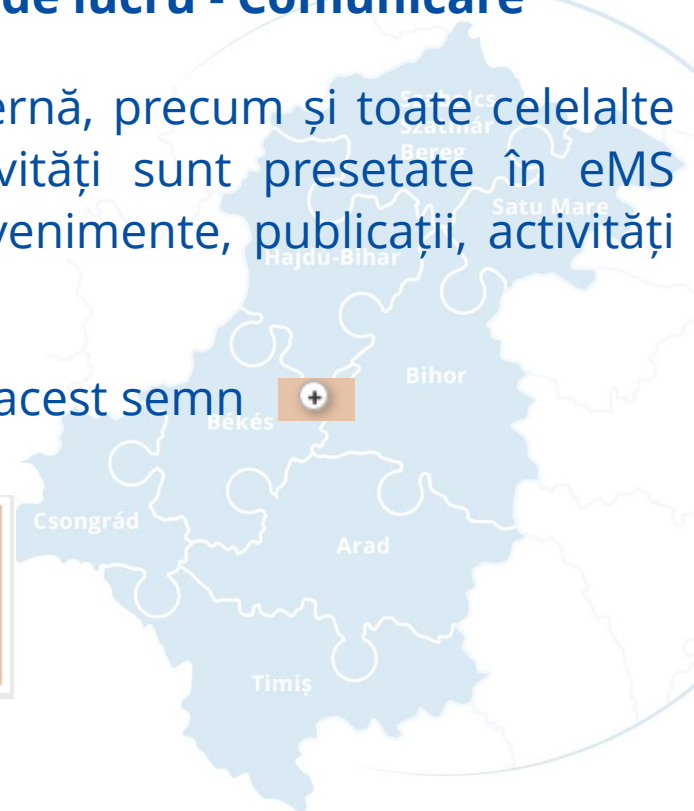 de lucru - Comunicare
ernă, precum și toate celelalte
vități sunt presetate în eMS
venimente, publicații, activități
acest semn
Szabolcs
Szatmár
Bereg
Satu Mare
Hajdú-Bihar
Bihor
Békés
Csongrád
Arad
Timiș